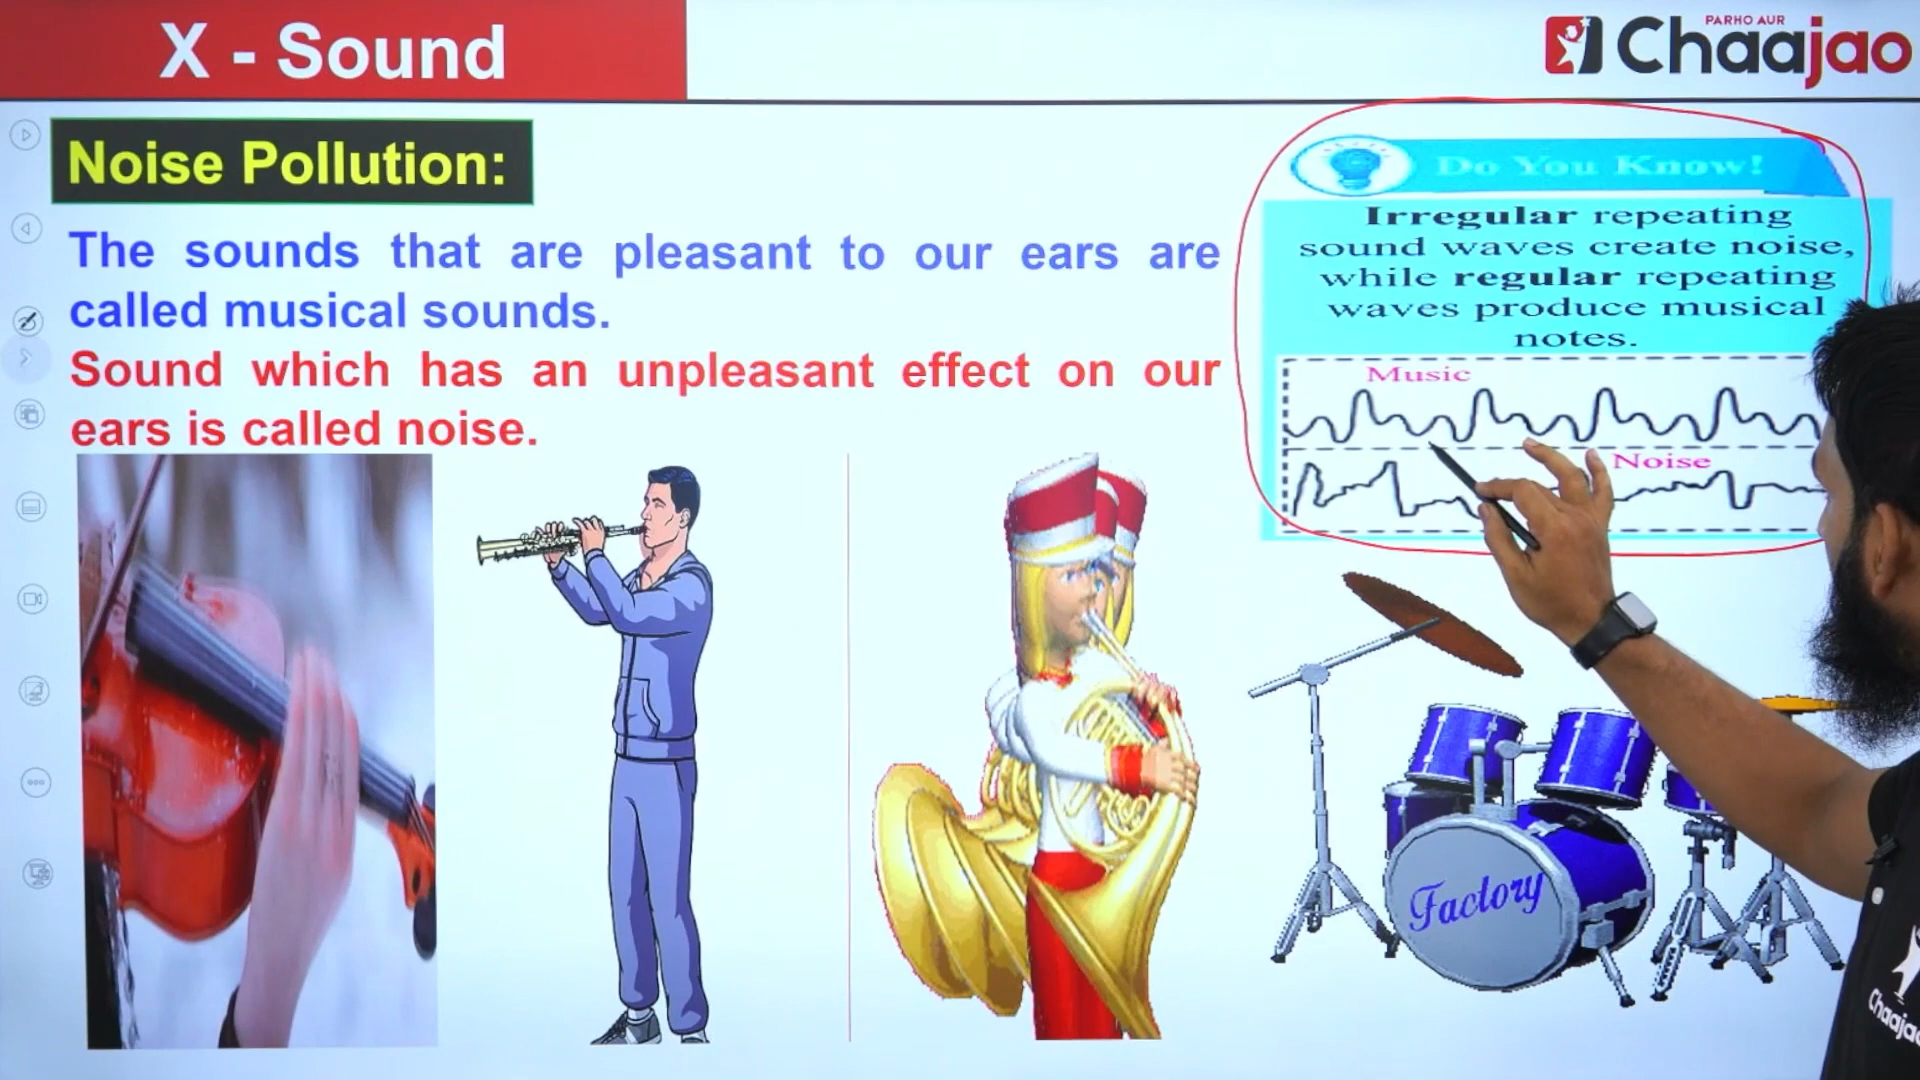 X - Sound
PARHO AUR
Chaajao
Noise Pollution:
The sounds that are pleasant to our ears are
called musical sounds.
Sound which has an unpleasant effect on our
ears is called noise.
Do You Know!
Irregular repeating
sound waves create noise,
while regular repeating
waves produce musical
notes.
Music
Noise
Factory
Chaajao